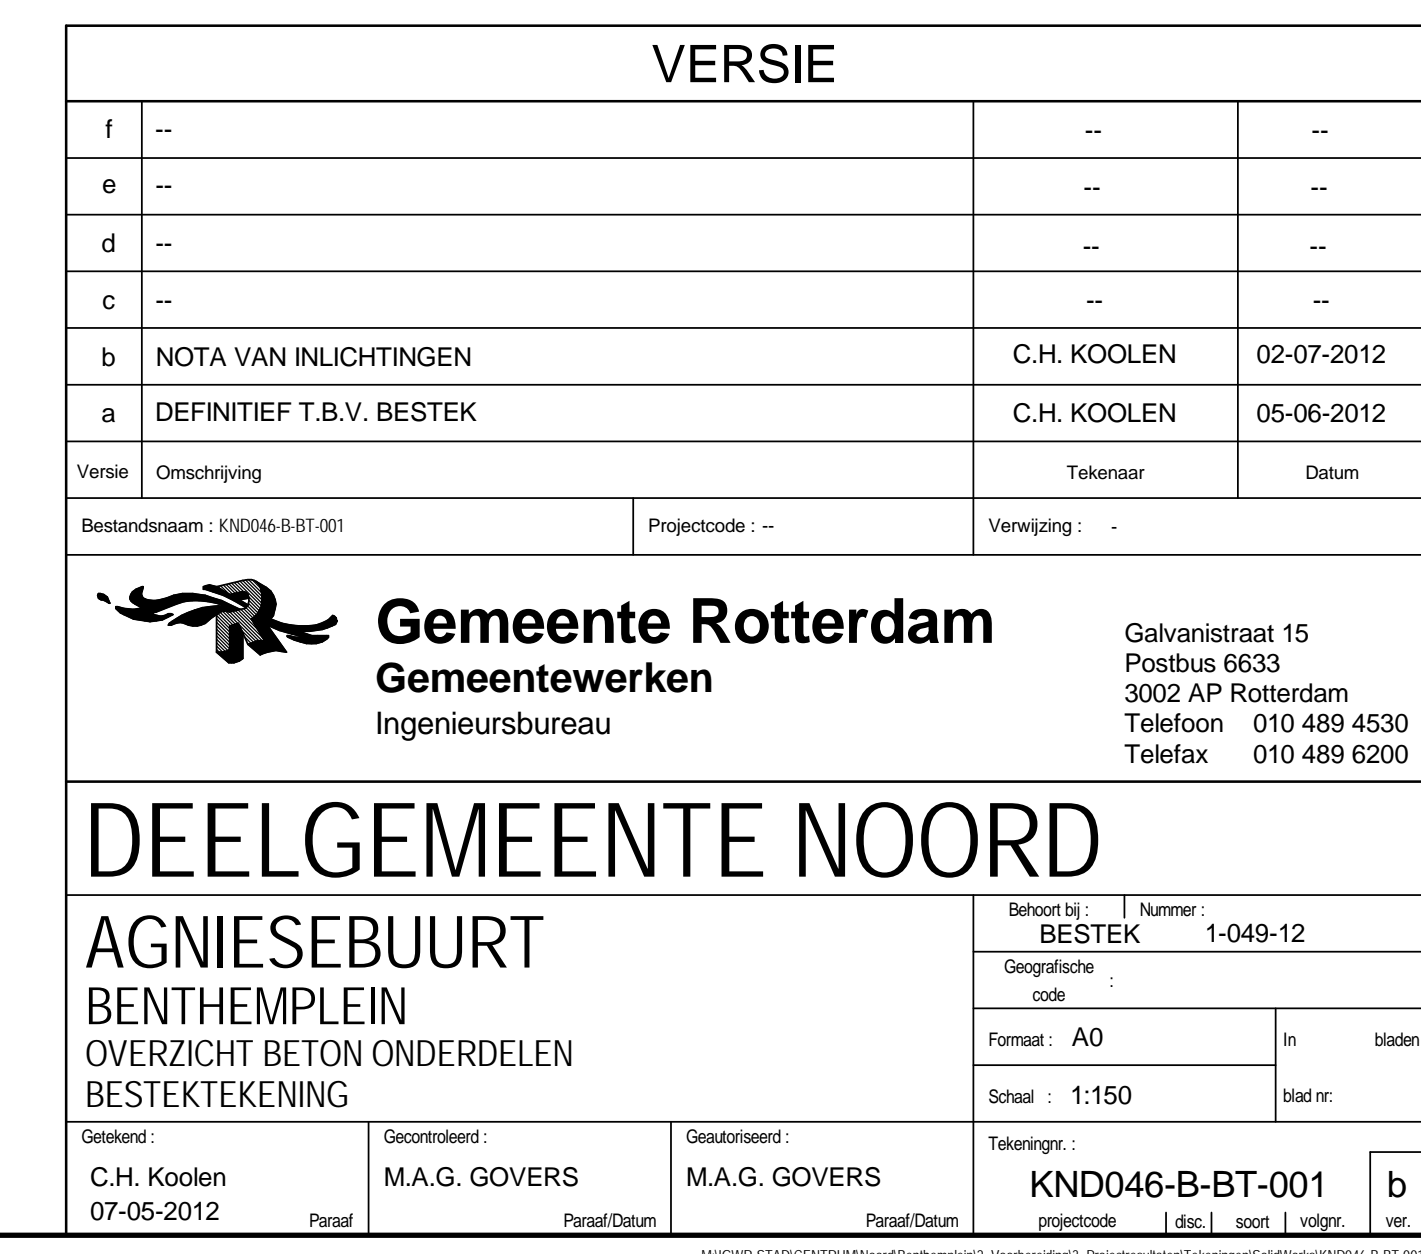 VERSIE
f -- -- --
e -- -- --
d -- -- --
c -- -- --
b NOTA VAN INLICHTINGEN C.H. KOOLEN 02-07-2012
a DEFINITIEF T.B.V. BESTEK C.H. KOOLEN 05-06-2012
Versie Omschrijving Tekenaar Datum
Bestandsnaam : KND046-B-BT-001 Projectcode : -- Verwijzing : -
R
Gemeente Rotterdam
Gemeentewerken
Ingenieursbureau
Galvanistraat 15
Postbus 6633
3002 AP Rotterdam
Telefoon 010 489 4530
Telefax 010 489 6200
DEELGEMEENTE NOORD
AGNIESEBUURT
BENTHEMPLEIN
OVERZICHT BETON ONDERDELEN
BESTEKTEKENING
Behoort bij : Nummer :
BESTEK 1-049-12
Geografische
code :
Formaat : A0 In bladen
Schaal : 1:150 blad nr:
Getekend :
C.H. Koolen
07-05-2012 Paraaf
Gecontroleerd :
M.A.G. GOVERS
Paraaf/Datum
Geautoriseerd :
M.A.G. GOVERS
Paraaf/Datum
Tekeningnr. :
KND046-B-BT-001 b
projectcode disc. soort volgnr. ver.